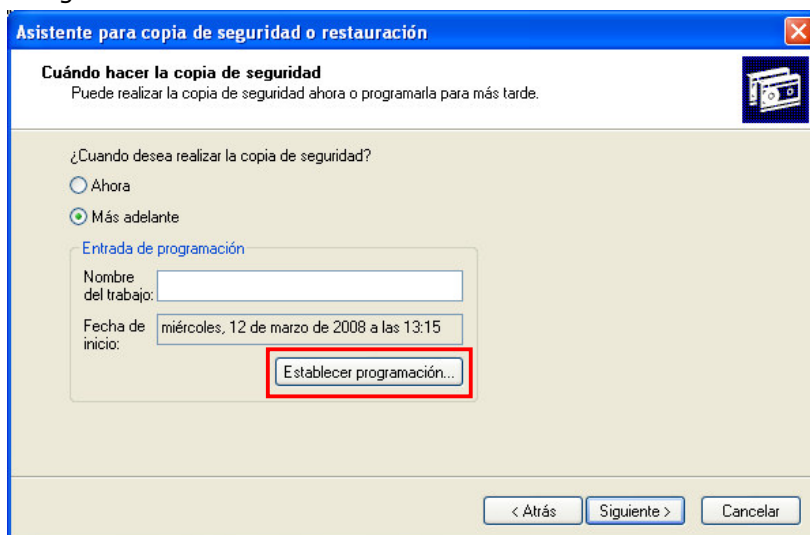 Asistente para copia de seguridad o restauración
Cuándo hacer la copia de seguridad
Puede realizar la copia de seguridad ahora o programarla para más tarde.
¿Cuando desea realizar la copia de seguridad?
Ahora
Más adelante
Entrada de programación
Nombre
del trabajo:
Fecha de
inicio:
miércoles, 12 de marzo de 2008 a las 13:15
Establecer programación...
< Atrás
Siguiente >
Cancelar